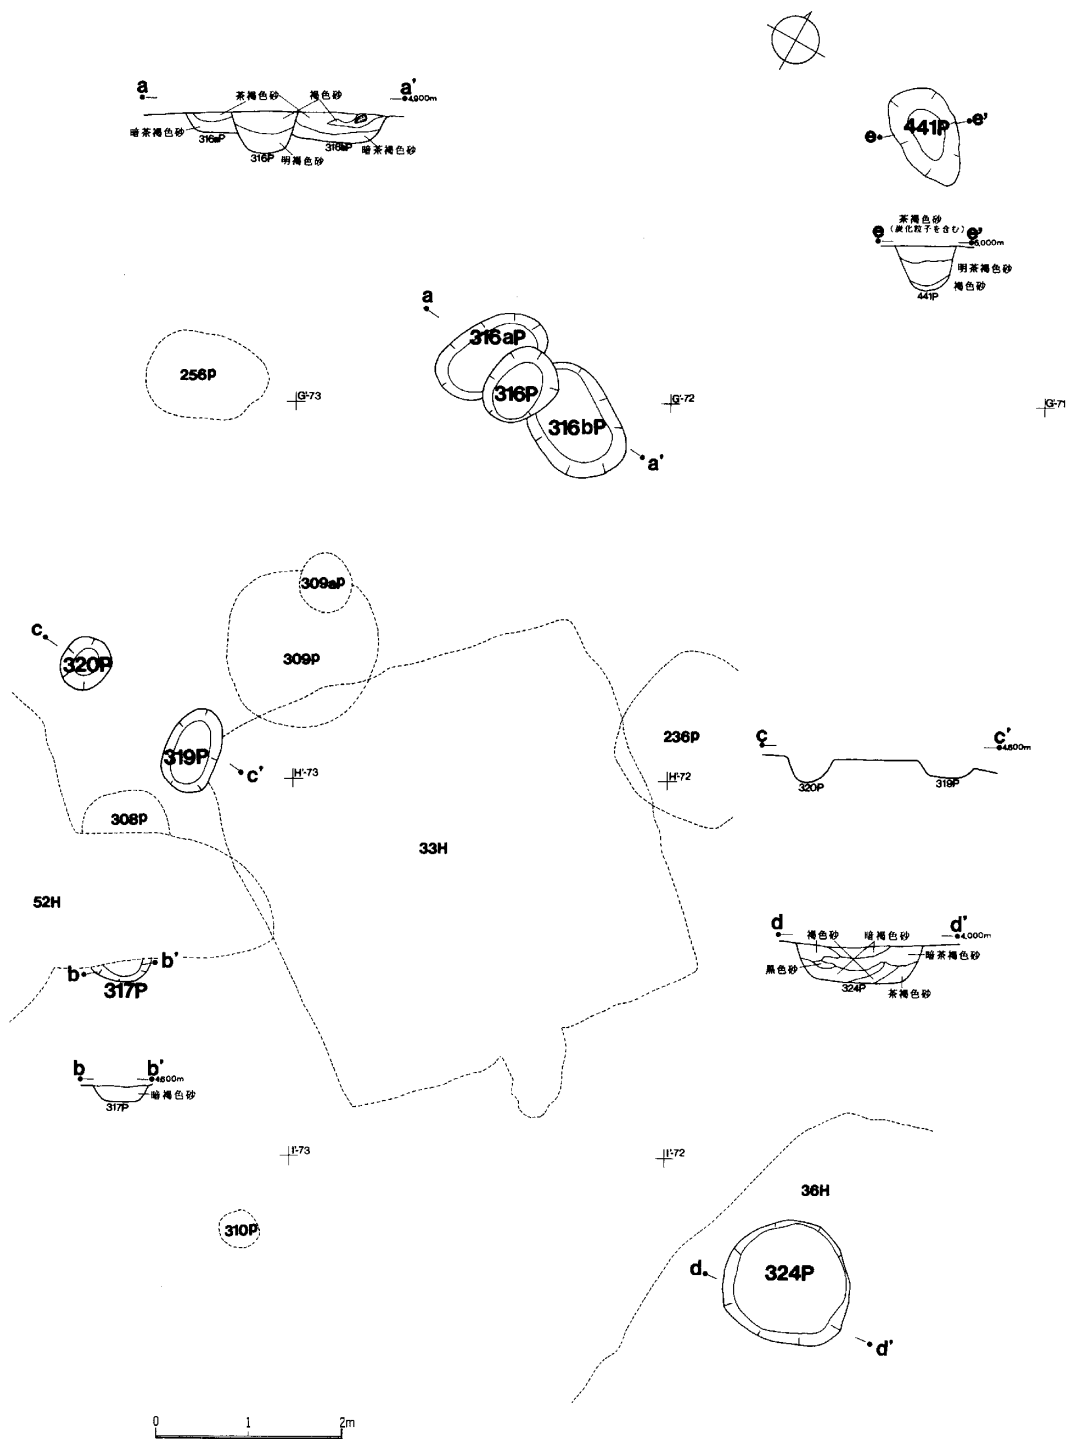 a
a'
4,900m
茶褐色砂
褐色砂
暗茶褐色砂
316aP
316P
明褐色砂
316bP
暗茶褐色砂
441P
e
e'
茶褐色砂
(炭化粒子を含む)
e
e'
5,000m
明茶褐色砂
褐色砂
441P
a
316aP
316P
316bP
a'
256P
G'-73
G'-72
G'-71
309aP
309P
c
320P
319P
c'
H'-73
236P
H'-72
c
c'
4,600m
320P
319P
308P
33H
52H
b
b'
317P
b
b'
4,600m
317P
暗褐色砂
d
d'
4,000m
褐色砂
暗褐色砂
暗茶褐色砂
黒色砂
324P
茶褐色砂
I'-73
I'-72
36H
310P
d
324P
d'
0
1
2m